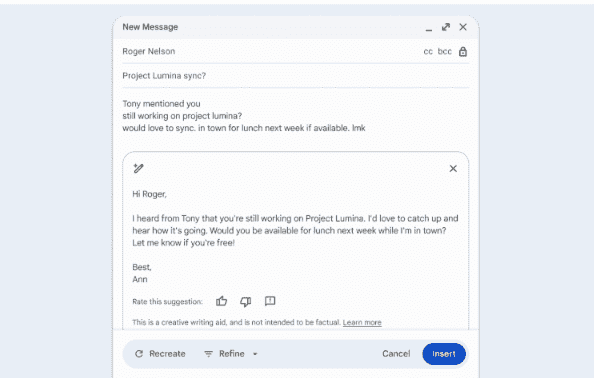 New Message
Roger Nelson cc bcc
Project Lumina sync?
Tony mentioned you
still working on project lumina?
would love to sync. in town for lunch next week if available. lmk
Hi Roger,
I heard from Tony that you're still working on Project Lumina. I'd love to catch up and
hear how it's going. Would you be available for lunch next week while I'm in town?
Let me know if you're free!
Best,
Ann
Rate this suggestion:
This is a creative writing aid, and is not intended to be factual. Learn more
Recreate Refine Cancel Insert